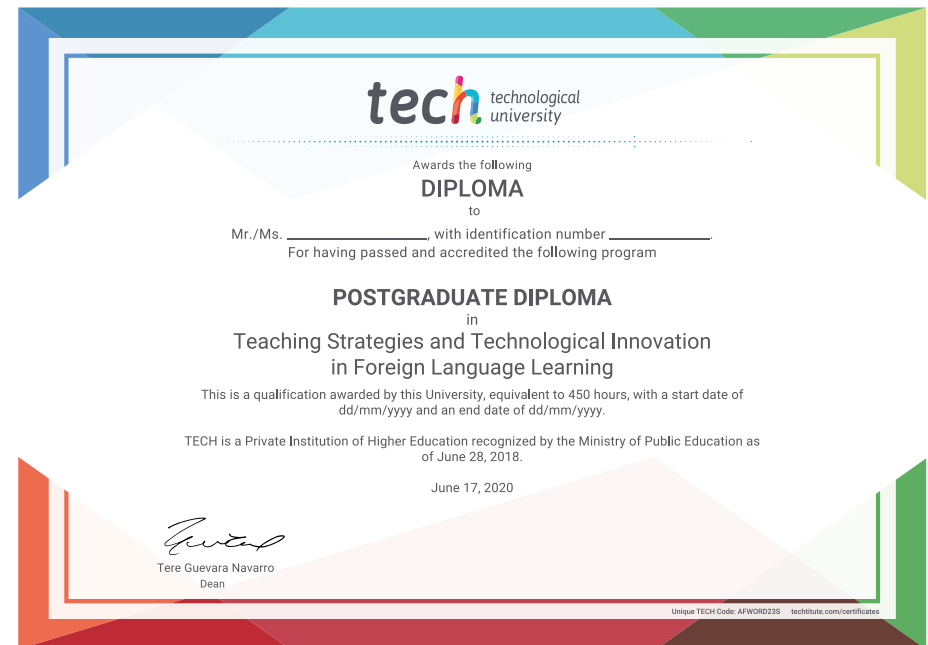 tech technological
university
Awards the following
DIPLOMA
to
Mr./Ms. ____________________, with identification number ______________.
For having passed and accredited the following program
POSTGRADUATE DIPLOMA
in
Teaching Strategies and Technological Innovation
in Foreign Language Learning
This is a qualification awarded by this University, equivalent to 450 hours, with a start date of
dd/mm/yyyy and an end date of dd/mm/yyyy.
TECH is a Private Institution of Higher Education recognized by the Ministry of Public Education as
of June 28, 2018.
June 17, 2020
Tere Guevara Navarro
Dean
Unique TECH Code: AFWORD23S techtitute.com/certificates